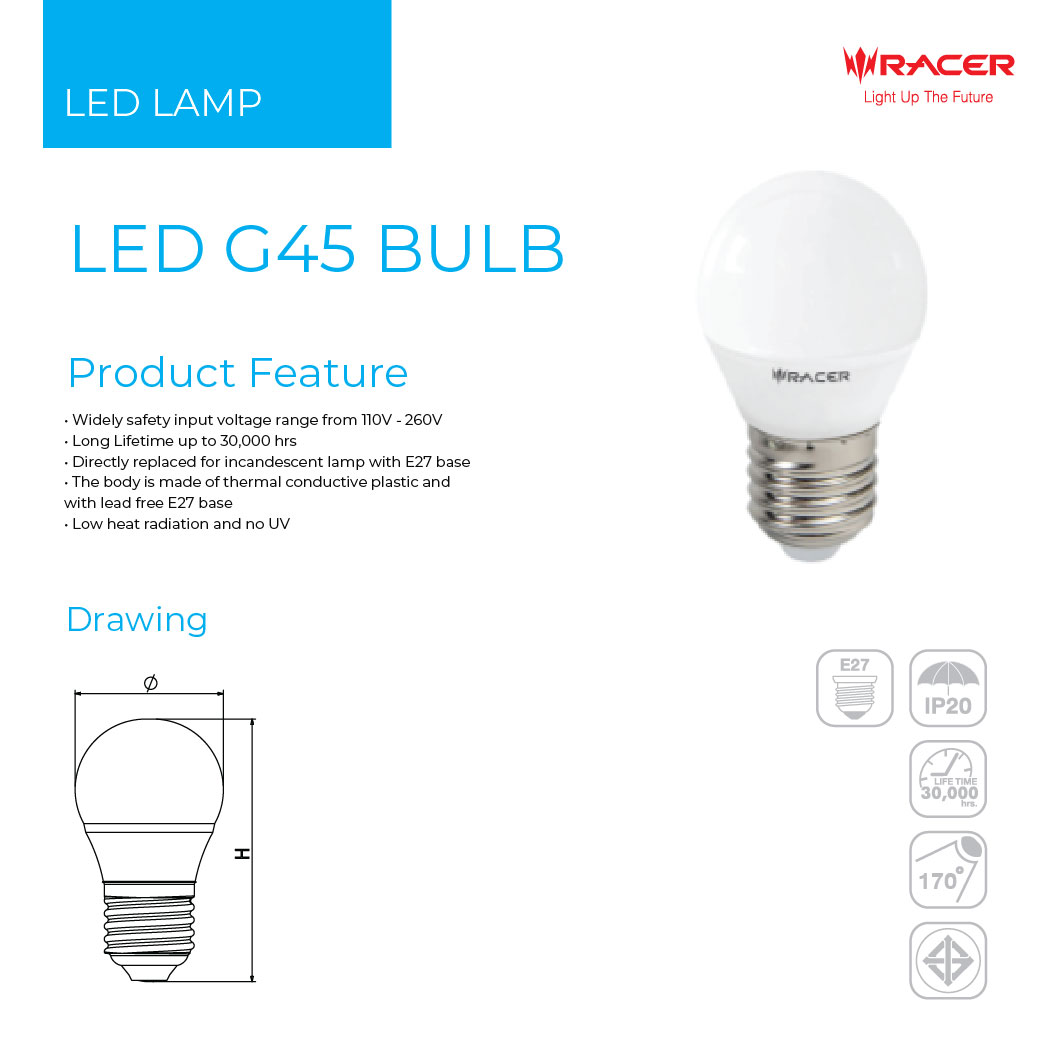 LED LAMP
RACER
Light Up The Future
LED G45 BULB
RACER
Product Feature
• Widely safety input voltage range from 110V - 260V
• Long Lifetime up to 30,000 hrs
• Directly replaced for incandescent lamp with E27 base
• The body is made of thermal conductive plastic and
with lead free E27 base
• Low heat radiation and no UV
Drawing
Ø
H
E27
IP20
LIFE TIME
30,000
hrs.
170°